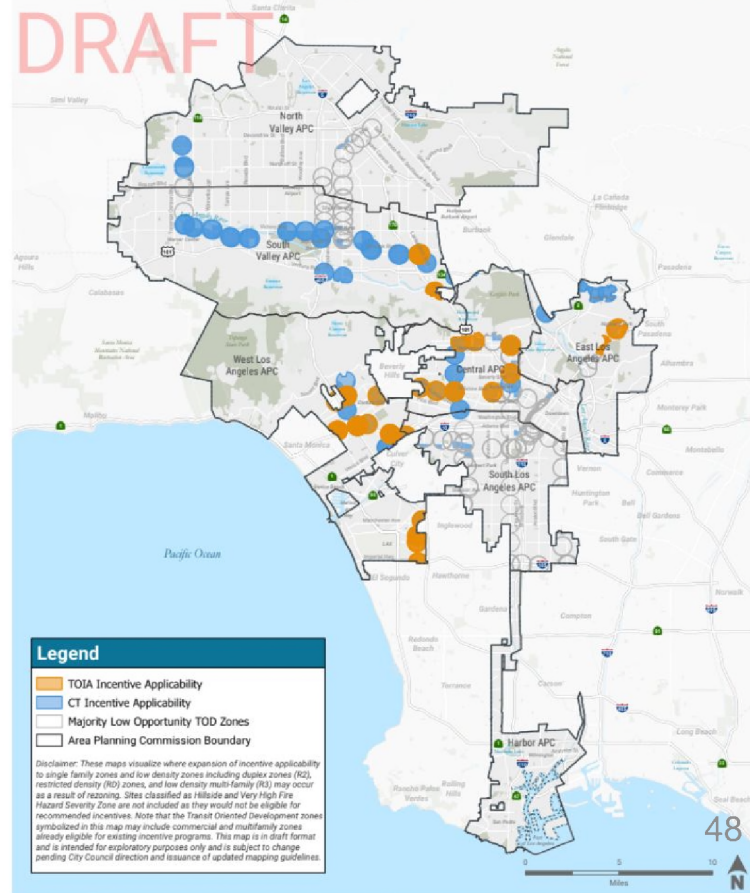 DRAFT
Santa Clarita
Simi Valley
North
Valley APC
La Cañada
Flintridge
Burbank
Glendale
Pasadena
South
Valley APC
Agoura
Hills
Calabasas
South
Pasadena
West Los
Angeles APC
Beverly
Hills
Central APC
East Los
Angeles APC
Alhambra
Malibu
Monterey Park
Santa Monica
Culver
City
Montebello
South Los
Angeles APC
Vernon
Commerce
Huntington
Park
Bell
Bell Gardens
Inglewood
South Gate
Pacific Ocean
El Segundo
Hawthorne
Norwalk
Gardena
Compton
Redondo
Beach
Torrance
Carson
Long Beach
Harbor APC
Rancho Palos
Verdes
Rolling
Hills
Seal Beach
Legend
TOIA Incentive Applicability
CT Incentive Applicability
Majority Low Opportunity TOD Zones
Area Planning Commission Boundary
Disclaimer: These maps visualize where expansion of incentive applicability
to single family zones and low density zones including duplex zones (R2),
restricted density (RD) zones, and low density multi-family (R3) may occur
as a result of rezoning. Sites classified as Hillside and Very High Fire
Hazard Severity Zone are not included as they would not be eligible for
recommended incentives. Note that the Transit Oriented Development zones
symbolized in this map may include commercial and multifamily zones
already eligible for existing incentive programs. This map is in draft format
and is intended for exploratory purposes only and is subject to change
pending City Council direction and issuance of updated mapping guidelines.
48
0 5 10
Miles
N